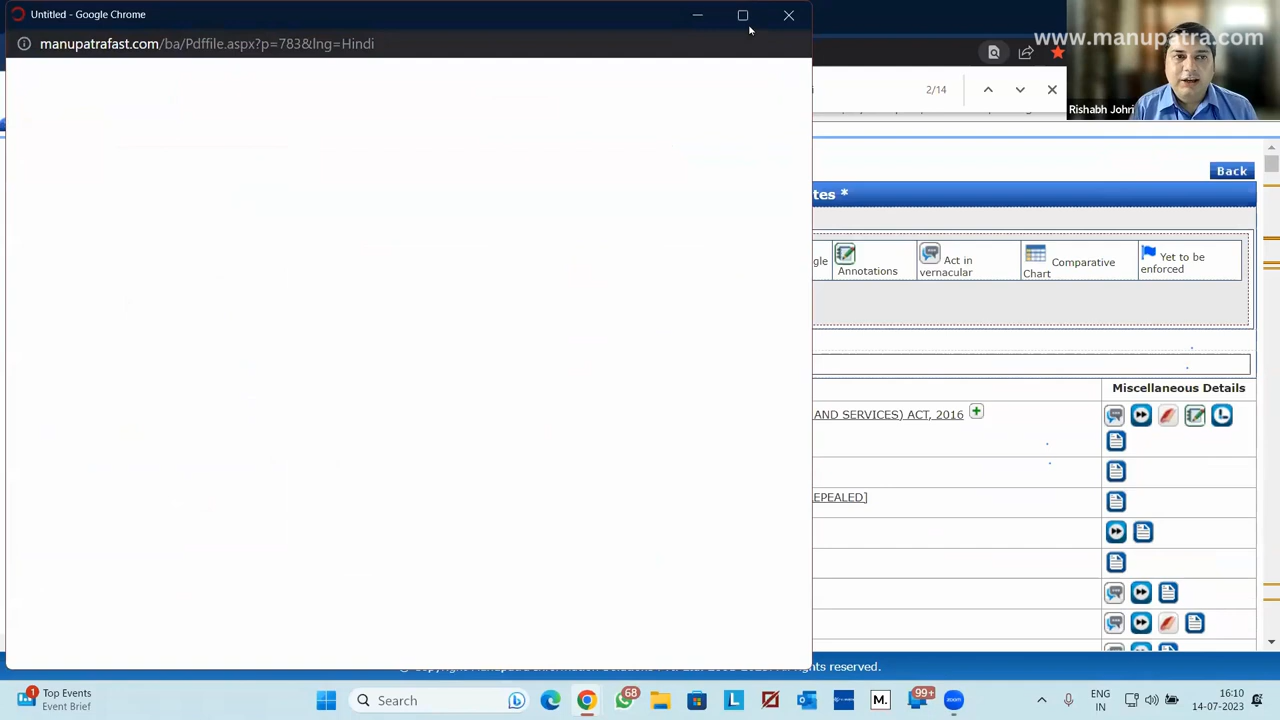 Untitled - Google Chrome
manupatrafast.com/ba/Pdffile.aspx?p=783&lng=Hindi
www.manupatra.com
2/14
Rishabh Johri
Back
tes *
Annotations
Act in
vernacular
Comparative
Chart
Yet to be
enforced
Miscellaneous Details
AND SERVICES) ACT, 2016
EPEALED]
reserved.
Top Events
Event Brief
1
Search
68
L
M.
99+
zoom
ENG
IN
16:10
14-07-2023